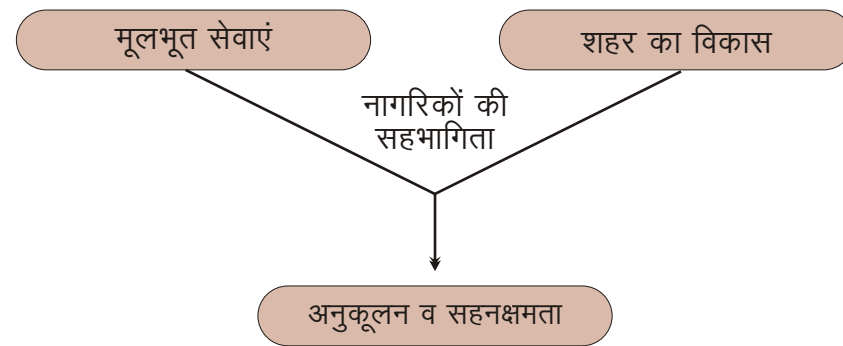 मूलभूत सेवाएं
शहर का विकास
नागरिकों की
सहभागिता
अनुकूलन व सहनक्षमता